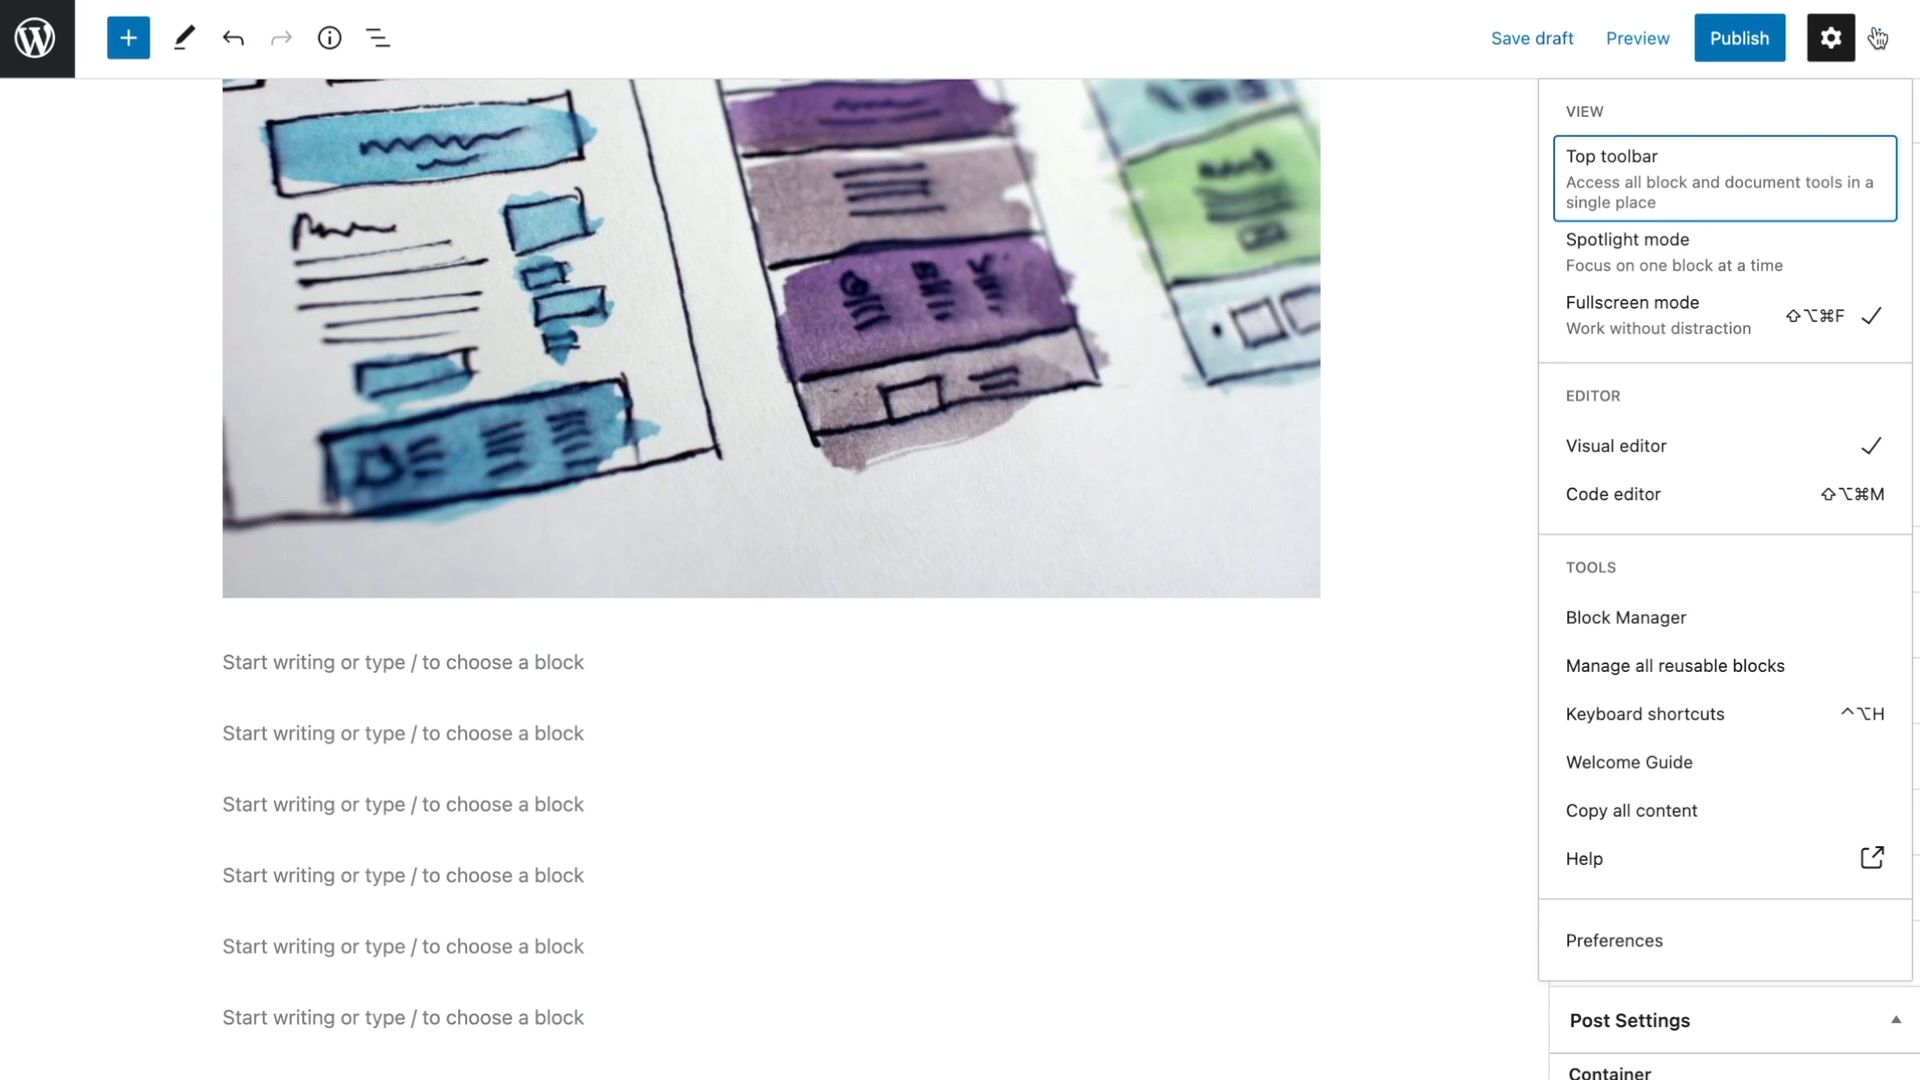 Save draft
Preview
Publish
VIEW
Top toolbar
Access all block and document tools in a
single place
Spotlight mode
Focus on one block at a time
Fullscreen mode
Work without distraction
⇧⌥⌘F
EDITOR
Visual editor
Code editor
⇧⌥⌘M
TOOLS
Block Manager
Manage all reusable blocks
Keyboard shortcuts
⌃⌥H
Welcome Guide
Copy all content
Help
Preferences
Post Settings
Container
Start writing or type / to choose a block
Start writing or type / to choose a block
Start writing or type / to choose a block
Start writing or type / to choose a block
Start writing or type / to choose a block
Start writing or type / to choose a block